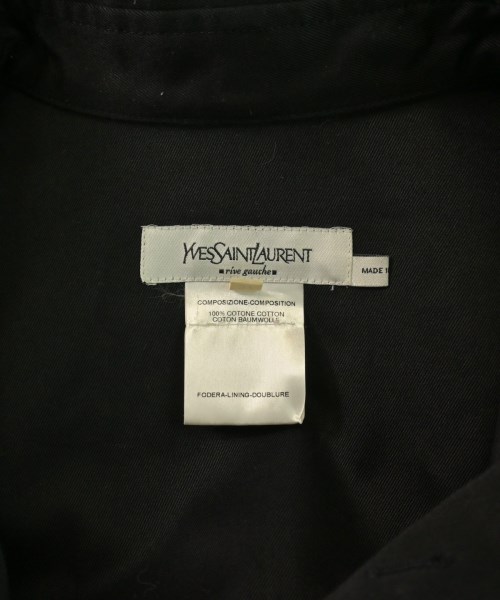 YVESSAINTLAURENT
rive gauche
MADE
COMPOSIZIONE-COMPOSITION
100% COTONE COTTON
COTON BAUMWOLLE
FODERA-LINING-DOUBLURE